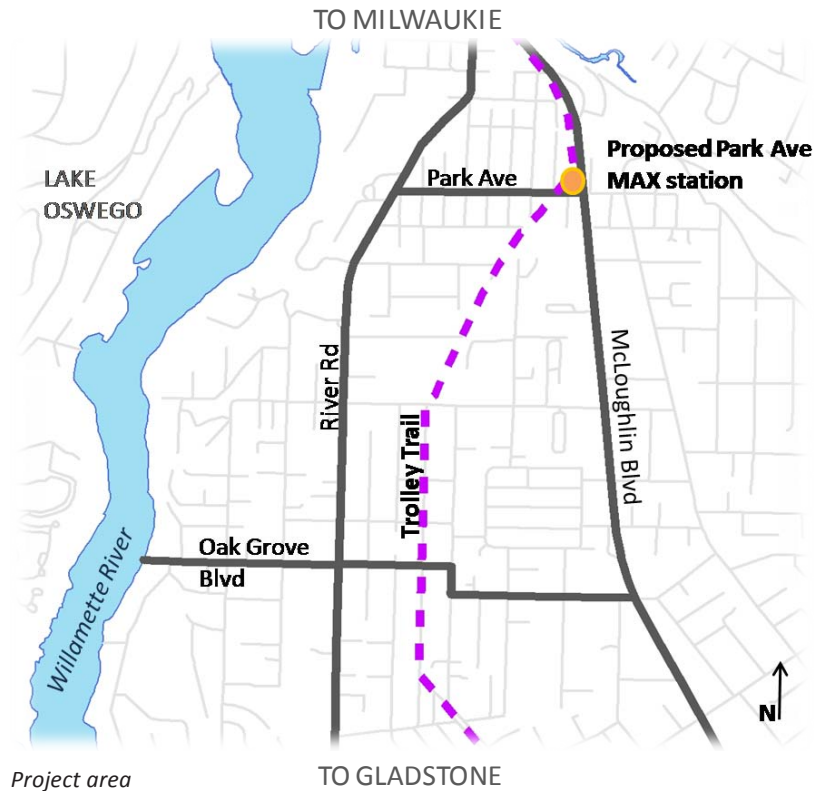 TO MILWAUKIE
LAKE
OSWEGO
Park Ave
Proposed Park Ave
MAX station
River Rd
McLoughlin Blvd
Trolley Trail
Oak Grove
Blvd
Willamette River
N
Project area
TO GLADSTONE